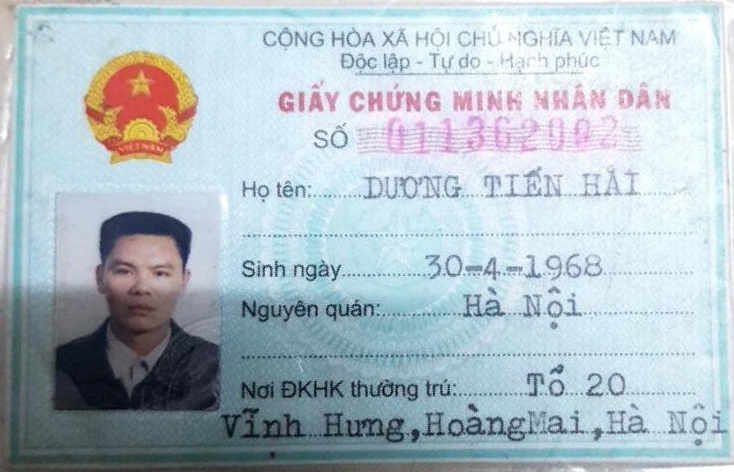 CỘNG HÒA XÃ HỘI CHỦ NGHĨA VIỆT NAM
Độc lập - Tự do - Hạnh phúc
GIẤY CHỨNG MINH NHÂN DÂN
SỐ 011362002
Họ tên: DƯƠNG TIẾN HẢI
Sinh ngày 30-4-1968
Nguyên quán: Hà Nội
Nơi ĐKHK thường trú: Tổ 20
Vĩnh Hưng, HoàngMai, Hà Nội
VIỆT NAM